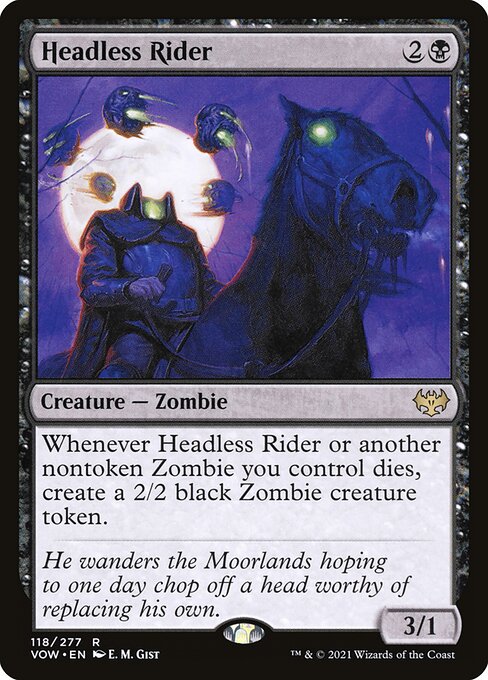 Headless Rider 2
Creature — Zombie
Whenever Headless Rider or another
nontoken Zombie you control dies,
create a 2/2 black Zombie creature
token.
He wanders the Moorlands hoping
to one day chop off a head worthy of
replacing his own.
3/1
118/277 R
VOW • EN E. M. Gist ™ & © 2021 Wizards of the Coast